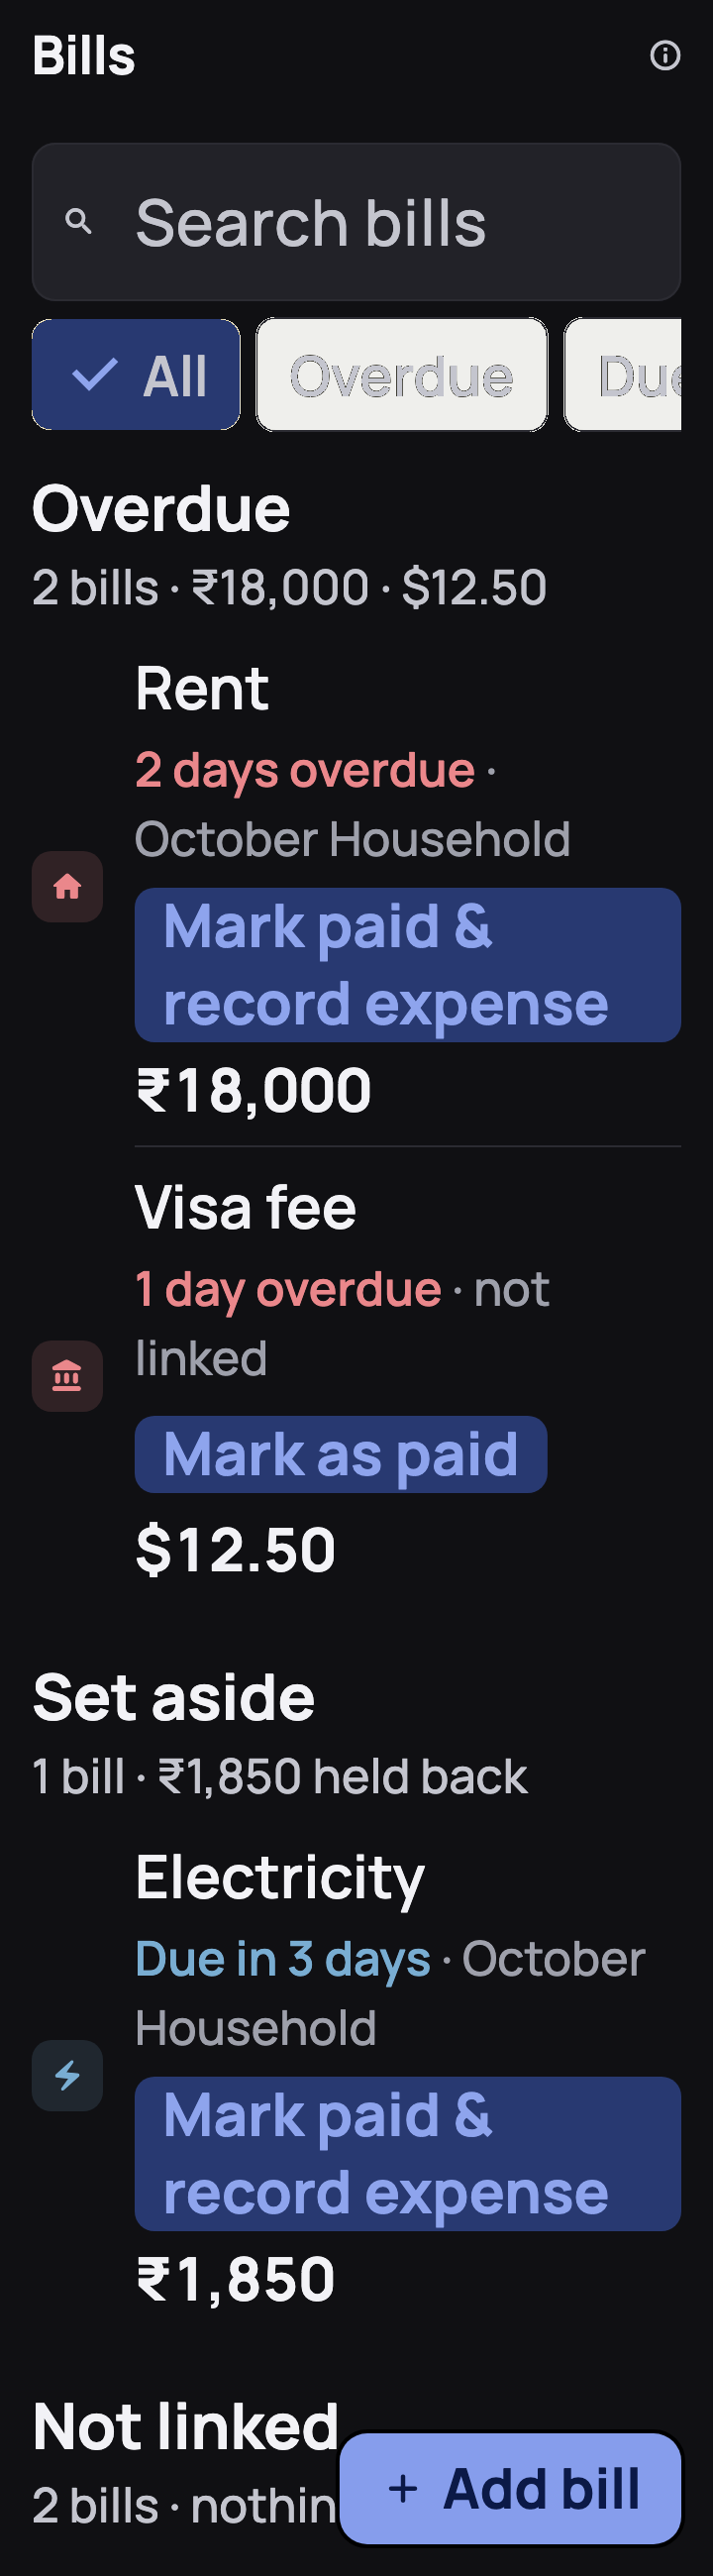 Bills
Search bills
All
Overdue
Due
Overdue
2 bills · ₹18,000 · $12.50
Rent
2 days overdue ·
October Household
Mark paid &
record expense
₹18,000
Visa fee
1 day overdue · not
linked
Mark as paid
$12.50
Set aside
1 bill · ₹1,850 held back
Electricity
Due in 3 days · October
Household
Mark paid &
record expense
₹1,850
Not linked
2 bills ·
+ Add bill